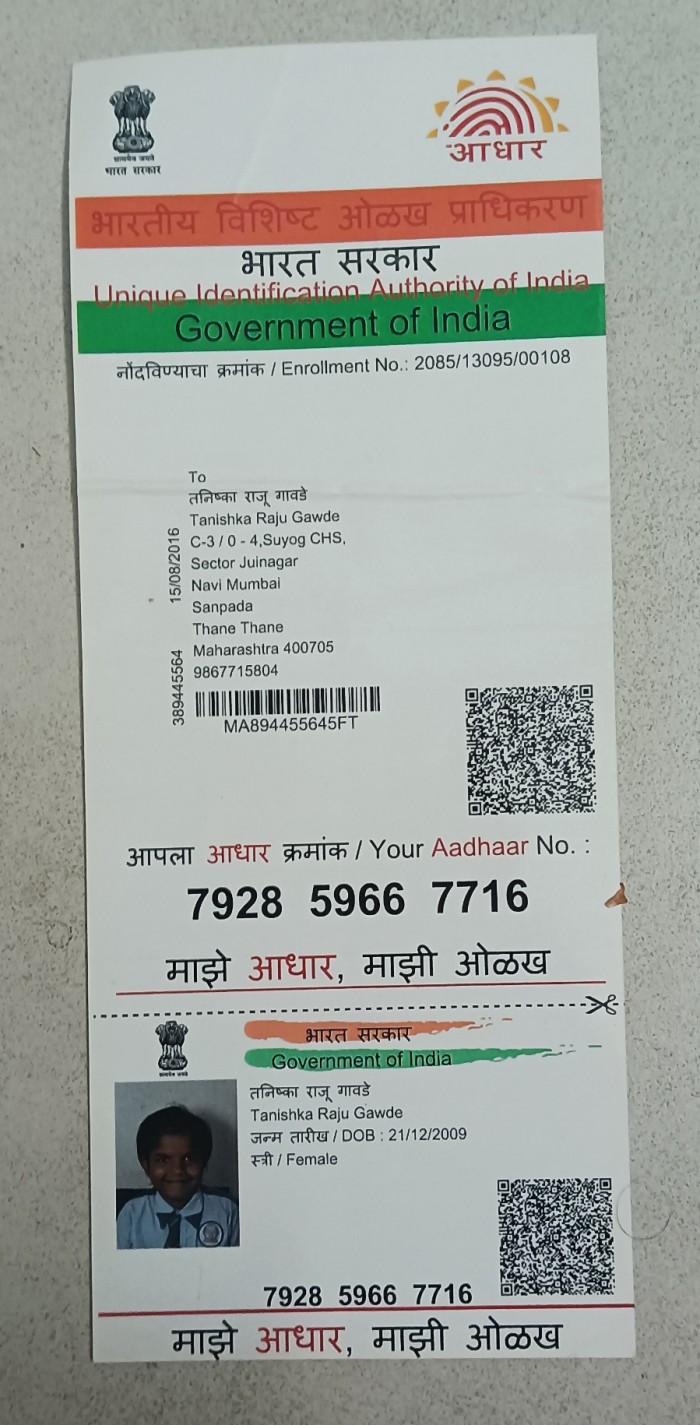 सत्यमेव जयते
भारत सरकार
आधार
भारतीय विशिष्ट ओळख प्राधिकरण
भारत सरकार
Unique Identification Authority of India
Government of India
नोंदविण्याचा क्रमांक / Enrollment No.: 2085/13095/00108
To
तनिष्का राजू गावडे
Tanishka Raju Gawde
C-3 / 0 - 4,Suyog CHS,
Sector Juinagar
Navi Mumbai
Sanpada
Thane Thane
Maharashtra 400705
9867715804
15/08/2016
389445564
MA894455645FT
आपला आधार क्रमांक / Your Aadhaar No. :
7928 5966 7716
माझे आधार, माझी ओळख
भारत सरकार
Government of India
तनिष्का राजू गावडे
Tanishka Raju Gawde
जन्म तारीख / DOB : 21/12/2009
स्त्री / Female
7928 5966 7716
माझे आधार, माझी ओळख